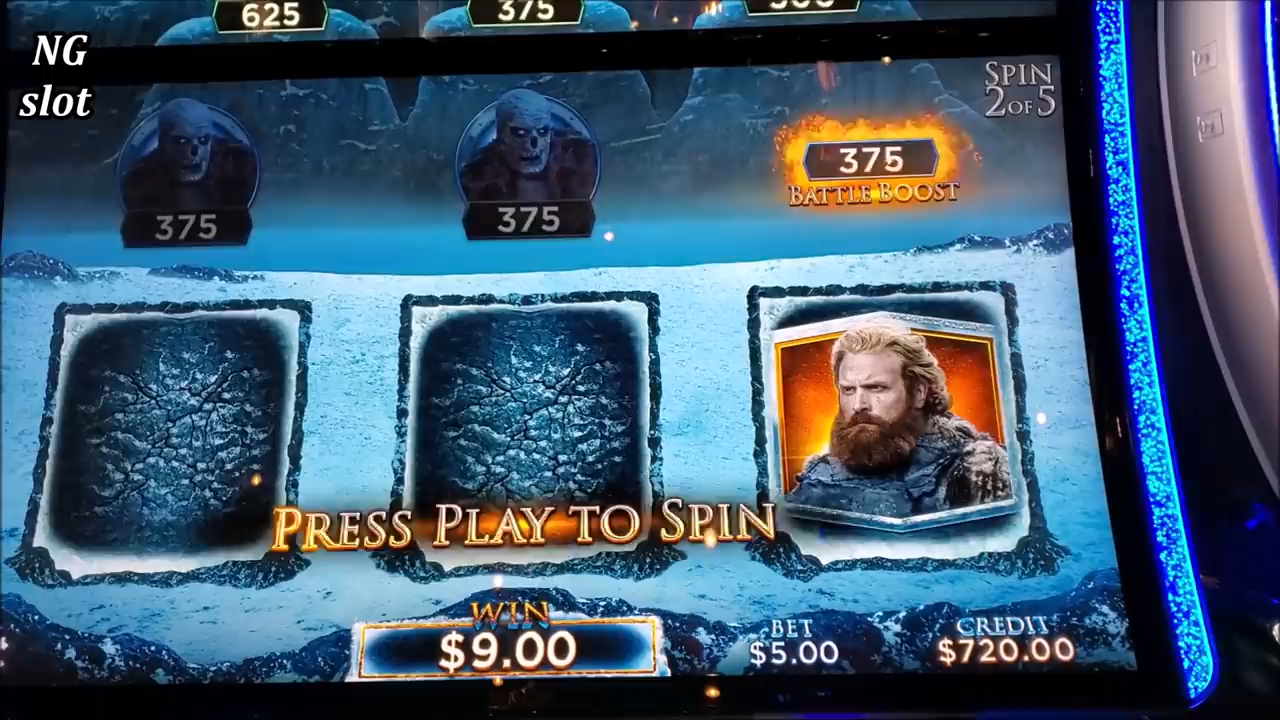 NG
slot
625
375
SPIN
2 OF 5
375
BATTLE BOOST
375
375
PRESS PLAY TO SPIN
WIN
$9.00
BET
$5.00
CREDIT
$720.00